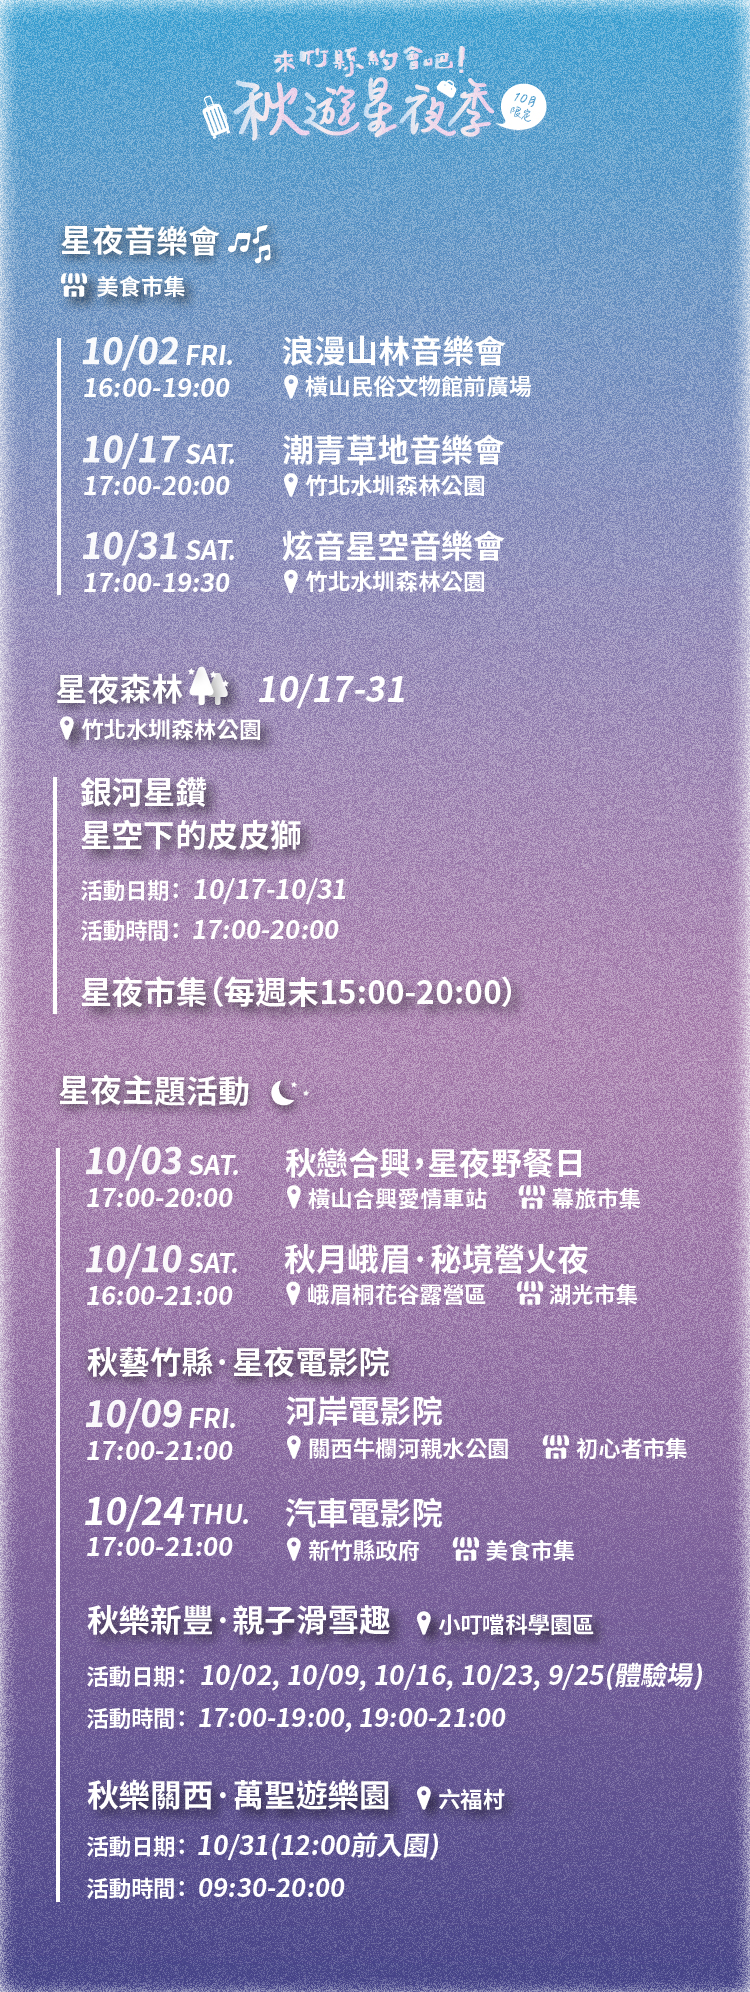 來竹縣約會吧!
秋遊星夜季
10月
限定
星夜音樂會
美食市集
10/02 FRI.
16:00-19:00
浪漫山林音樂會
橫山民俗文物館前廣場
10/17 SAT.
17:00-20:00
潮青草地音樂會
竹北水圳森林公園
10/31 SAT.
17:00-19:30
炫音星空音樂會
竹北水圳森林公園
星夜森林 10/17-31
竹北水圳森林公園
銀河星鑽
星空下的皮皮獅
活動日期：10/17-10/31
活動時間：17:00-20:00
星夜市集（每週末15:00-20:00）
星夜主題活動
10/03 SAT.
17:00-20:00
秋戀合興，星夜野餐日
橫山合興愛情車站 幕旅市集
10/10 SAT.
16:00-21:00
秋月峨眉·秘境營火夜
峨眉桐花谷露營區 湖光市集
秋藝竹縣·星夜電影院
10/09 FRI.
17:00-21:00
河岸電影院
關西牛欄河親水公園 初心者市集
10/24 THU.
17:00-21:00
汽車電影院
新竹縣政府 美食市集
秋樂新豐·親子滑雪趣 小叮噹科學園區
活動日期：10/02, 10/09, 10/16, 10/23, 9/25(體驗場)
活動時間：17:00-19:00, 19:00-21:00
秋樂關西·萬聖遊樂園 六福村
活動日期：10/31(12:00前入園)
活動時間：09:30-20:00